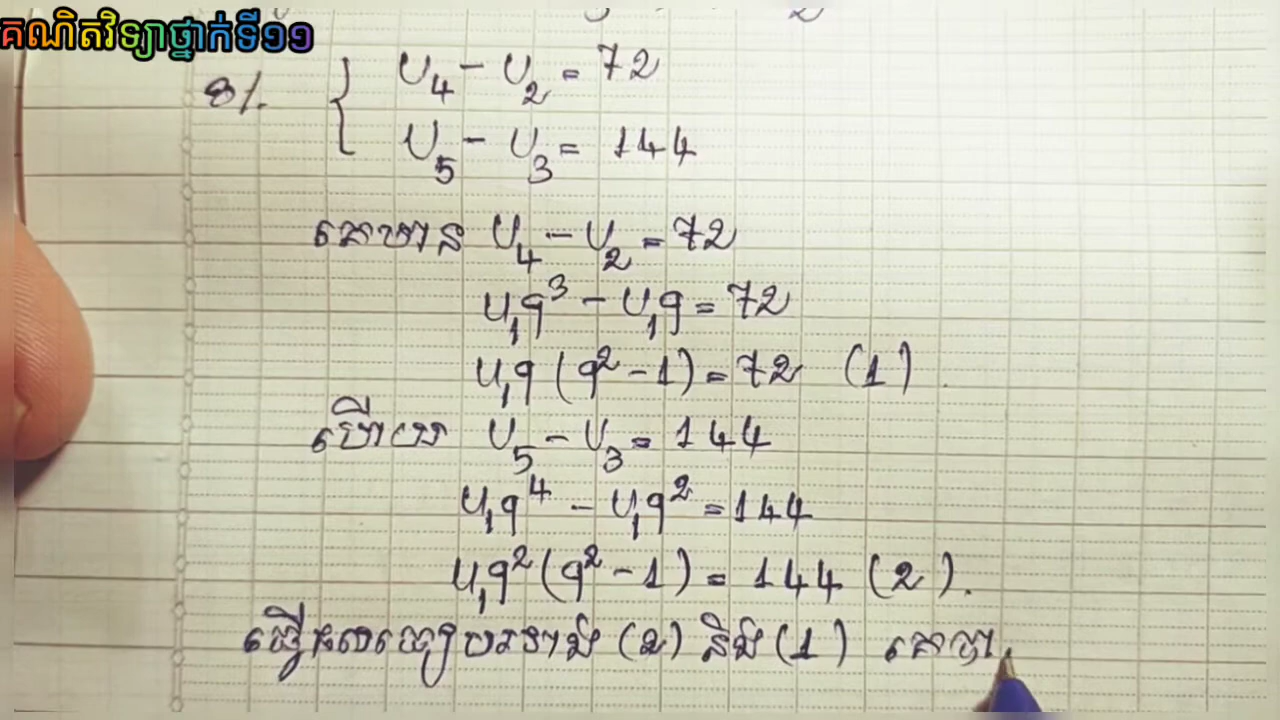 គណិតវិទ្យាថ្នាក់ទី១១
8/. { U₄ - U₂ = 72
U₅ - U₃ = 144
គេមាន U₄ - U₂ = 72
U₁q³ - U₁q = 72
U₁q (q² - 1) = 72 (1)
ហើយ U₅ - U₃ = 144
U₁q⁴ - U₁q² = 144
U₁q² (q² - 1) = 144 (2).
ធ្វើផលធៀបរវាង (2) និង (1) គេបាន